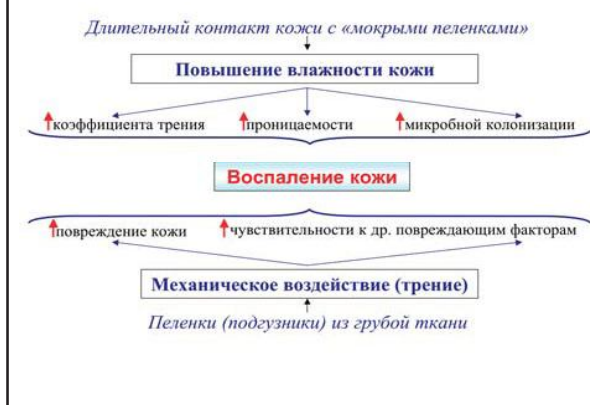 Длительный контакт кожи с «мокрыми пеленками»
Повышение влажности кожи
коэффициента трения проницаемости микробной колонизации
Воспаление кожи
повреждение кожи чувствительности к др. повреждающим факторам
Механическое воздействие (трение)
Пеленки (подгузники) из грубой ткани